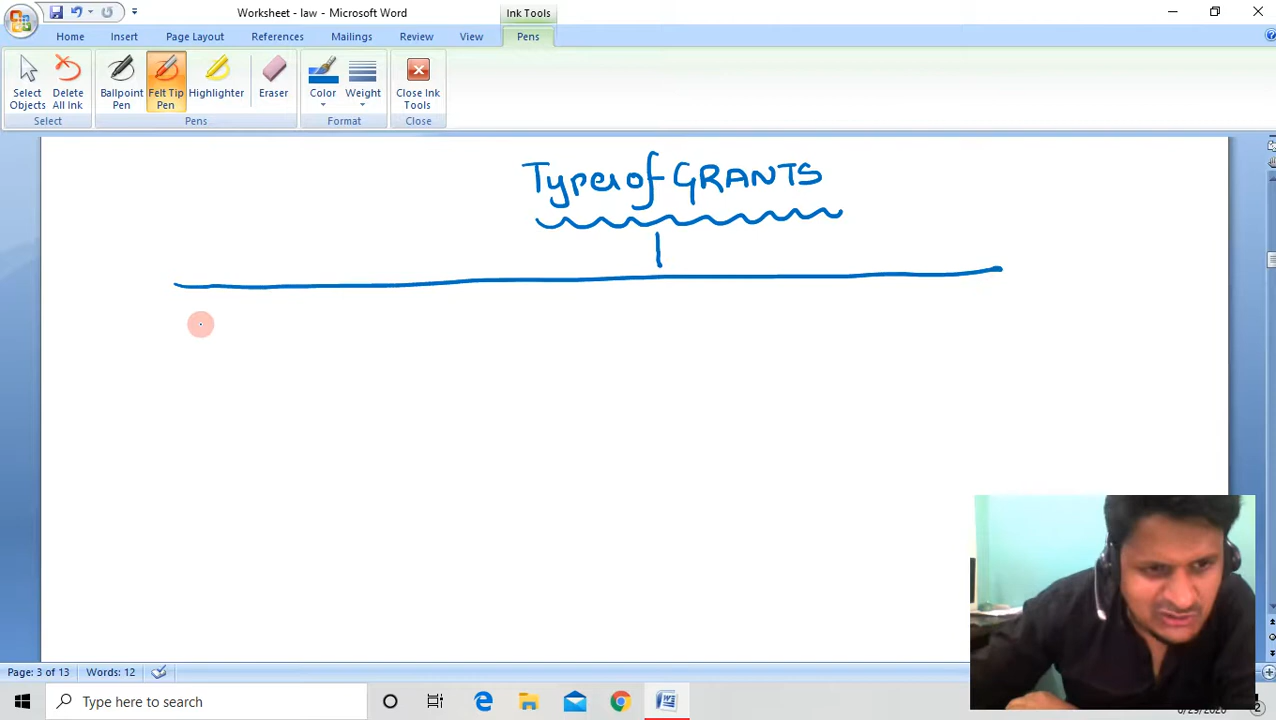 Worksheet - law - Microsoft Word
Ink Tools
Home Insert Page Layout References Mailings Review View Pens
Select Objects
Delete All Ink
Ballpoint Pen
Felt Tip Pen
Highlighter
Eraser
Color
Weight
Close Ink Tools
Select Pens Format Close
Types of GRANTS
Page: 3 of 13 Words: 12
Type here to search